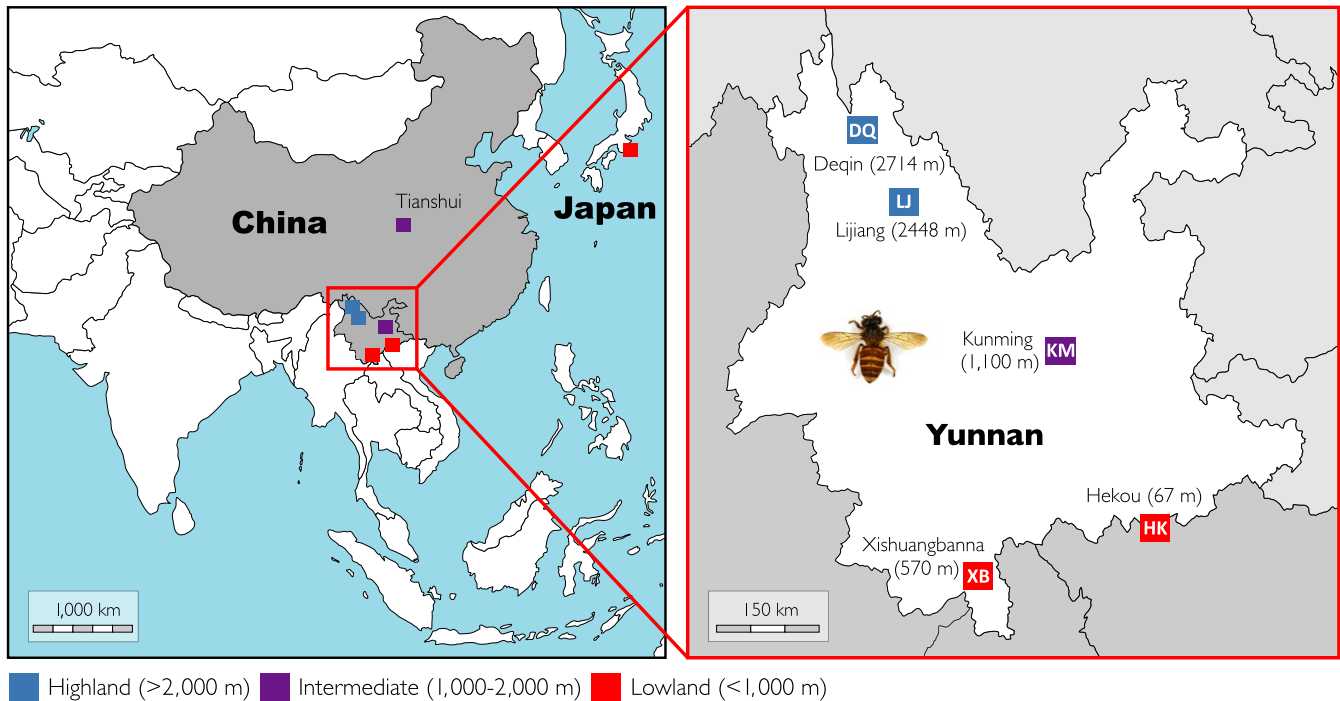 Tianshui
China
Japan
1,000 km
DQ
Deqin (2714 m)
LJ
Lijiang (2448 m)
Kunming
(1,100 m)
KM
Yunnan
Hekou (67 m)
HK
Xishuangbanna
(570 m)
XB
150 km
Highland (>2,000 m)
Intermediate (1,000-2,000 m)
Lowland (<1,000 m)